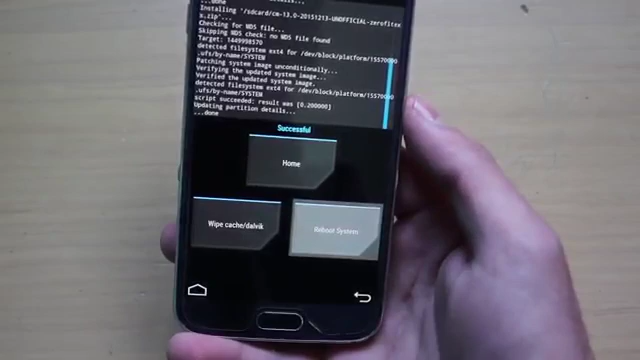 ...done
Installing '/sdcard/cm-13.0-20151213-UNOFFICIAL-zerofltex
x.zip'...
Checking for MD5 file...
Skipping MD5 check: no MD5 file found
Target: 1449998570
detected filesystem ext4 for /dev/block/platform/15570000
.ufs/by-name/SYSTEM
Patching system image unconditionally...
Verifying the updated system image...
Verified the updated system image.
detected filesystem ext4 for /dev/block/platform/15570000
.ufs/by-name/SYSTEM
script succeeded: result was [0.200000]
Updating partition details...
...done
Successful
Home
Wipe cache/dalvik
Reboot System